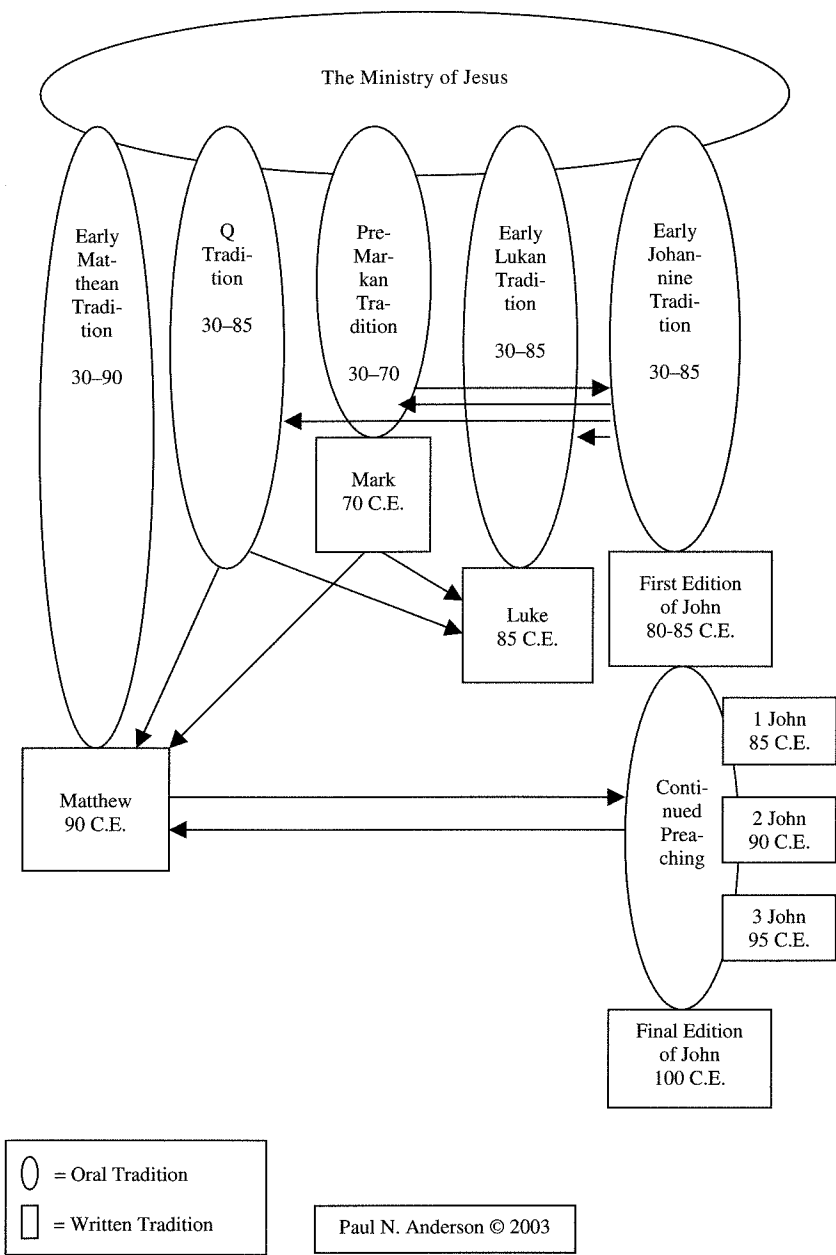 The Ministry of Jesus
Early
Mat-
thean
Tradi-
tion
30–90
Q
Tradi-
tion
30–85
Pre-
Mar-
kan
Tra-
dition
30–70
Early
Lukan
Tradi-
tion
30–85
Early
Johan-
nine
Tradi-
tion
30–85
Mark
70 C.E.
Luke
85 C.E.
First Edition
of John
80-85 C.E.
Matthew
90 C.E.
Conti-
nued
Prea-
ching
1 John
85 C.E.
2 John
90 C.E.
3 John
95 C.E.
Final Edition
of John
100 C.E.
= Oral Tradition
= Written Tradition
Paul N. Anderson © 2003